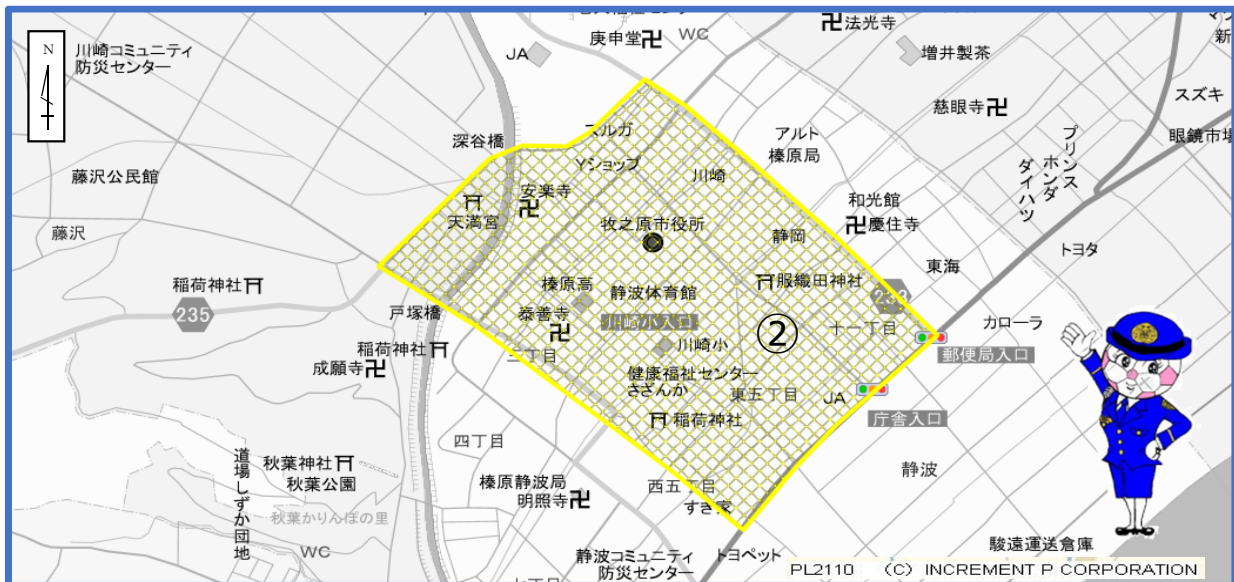 法光寺
庚申堂
WC
N
川崎コミュニティ
防災センター
JA
増井製茶
スズキ
慈眼寺
深谷橋
スルガ
アルト
榛原局
プリンス
ホンダ
ダイハツ
眼鏡市場
Yショップ
川崎
藤沢公民館
安楽寺
和光館
天満宮
牧之原市役所
慶住寺
藤沢
静岡
トヨタ
東海
稲荷神社
榛原高
静波体育館
服織田神社
233
235
戸塚橋
泰善寺
川崎小入口
②
十一丁目
カローラ
稲荷神社
成願寺
二丁目
川崎小
郵便局入口
健康福祉センター
さざんか
東五丁目
JA
庁舎入口
稲荷神社
四丁目
秋葉神社
秋葉公園
道場しずか団地
榛原静波局
明照寺
西五丁目
すき家
静波
秋葉かりんぼの里
WC
静波コミュニティ
防災センター
トヨペット
駿遠運送倉庫
PL2110 (C) INCREMENT P CORPORATION